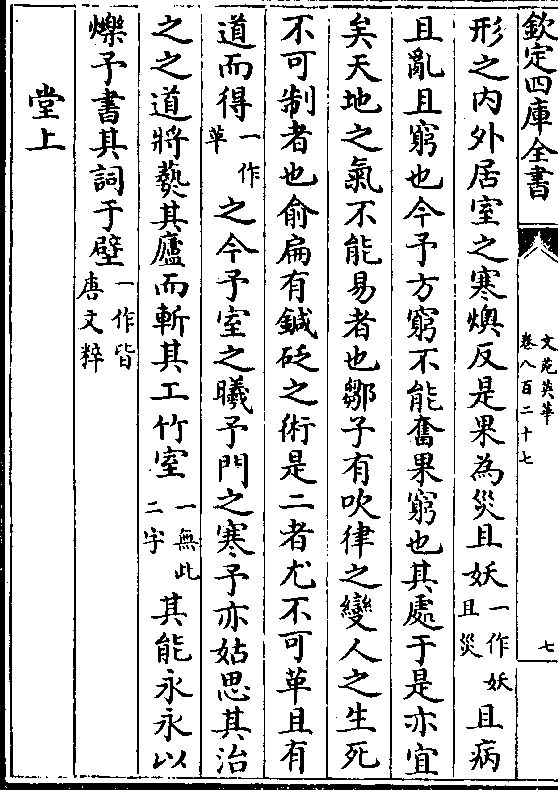 欽定四庫全書
文苑英華
卷八百二十七
七
形之内外居室之寒燠反是果為災且妖一作妖且災且病
且亂且窮也今予方窮不能奮果窮也其處于是亦宜
矣天地之氣不能易者也鄒子有吹律之變人之生死
不可制者也俞扁有鍼砭之術是二者尤不可革且有
道而得一作革之今予室之曦予門之寒予亦姑思其治
之之道將爇其廬而斬其工竹室一無此二字其能永永以
爍予書其詞于壁一作皆唐文粹
堂上